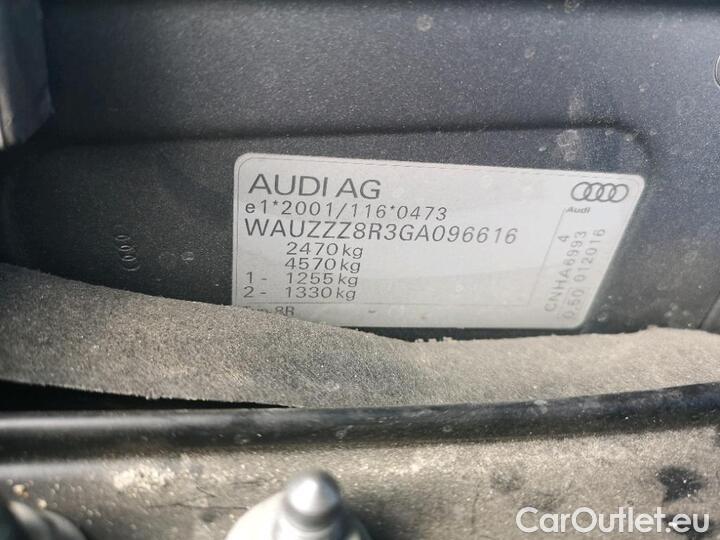 AUDI AG
Audi
e1*2001/116*0473
WAUZZZ8R3GA096616
2470kg
4570kg
1 - 1255kg
2 - 1330kg
8R
CNHA6993 4
0.50 012016
CarOutlet.eu